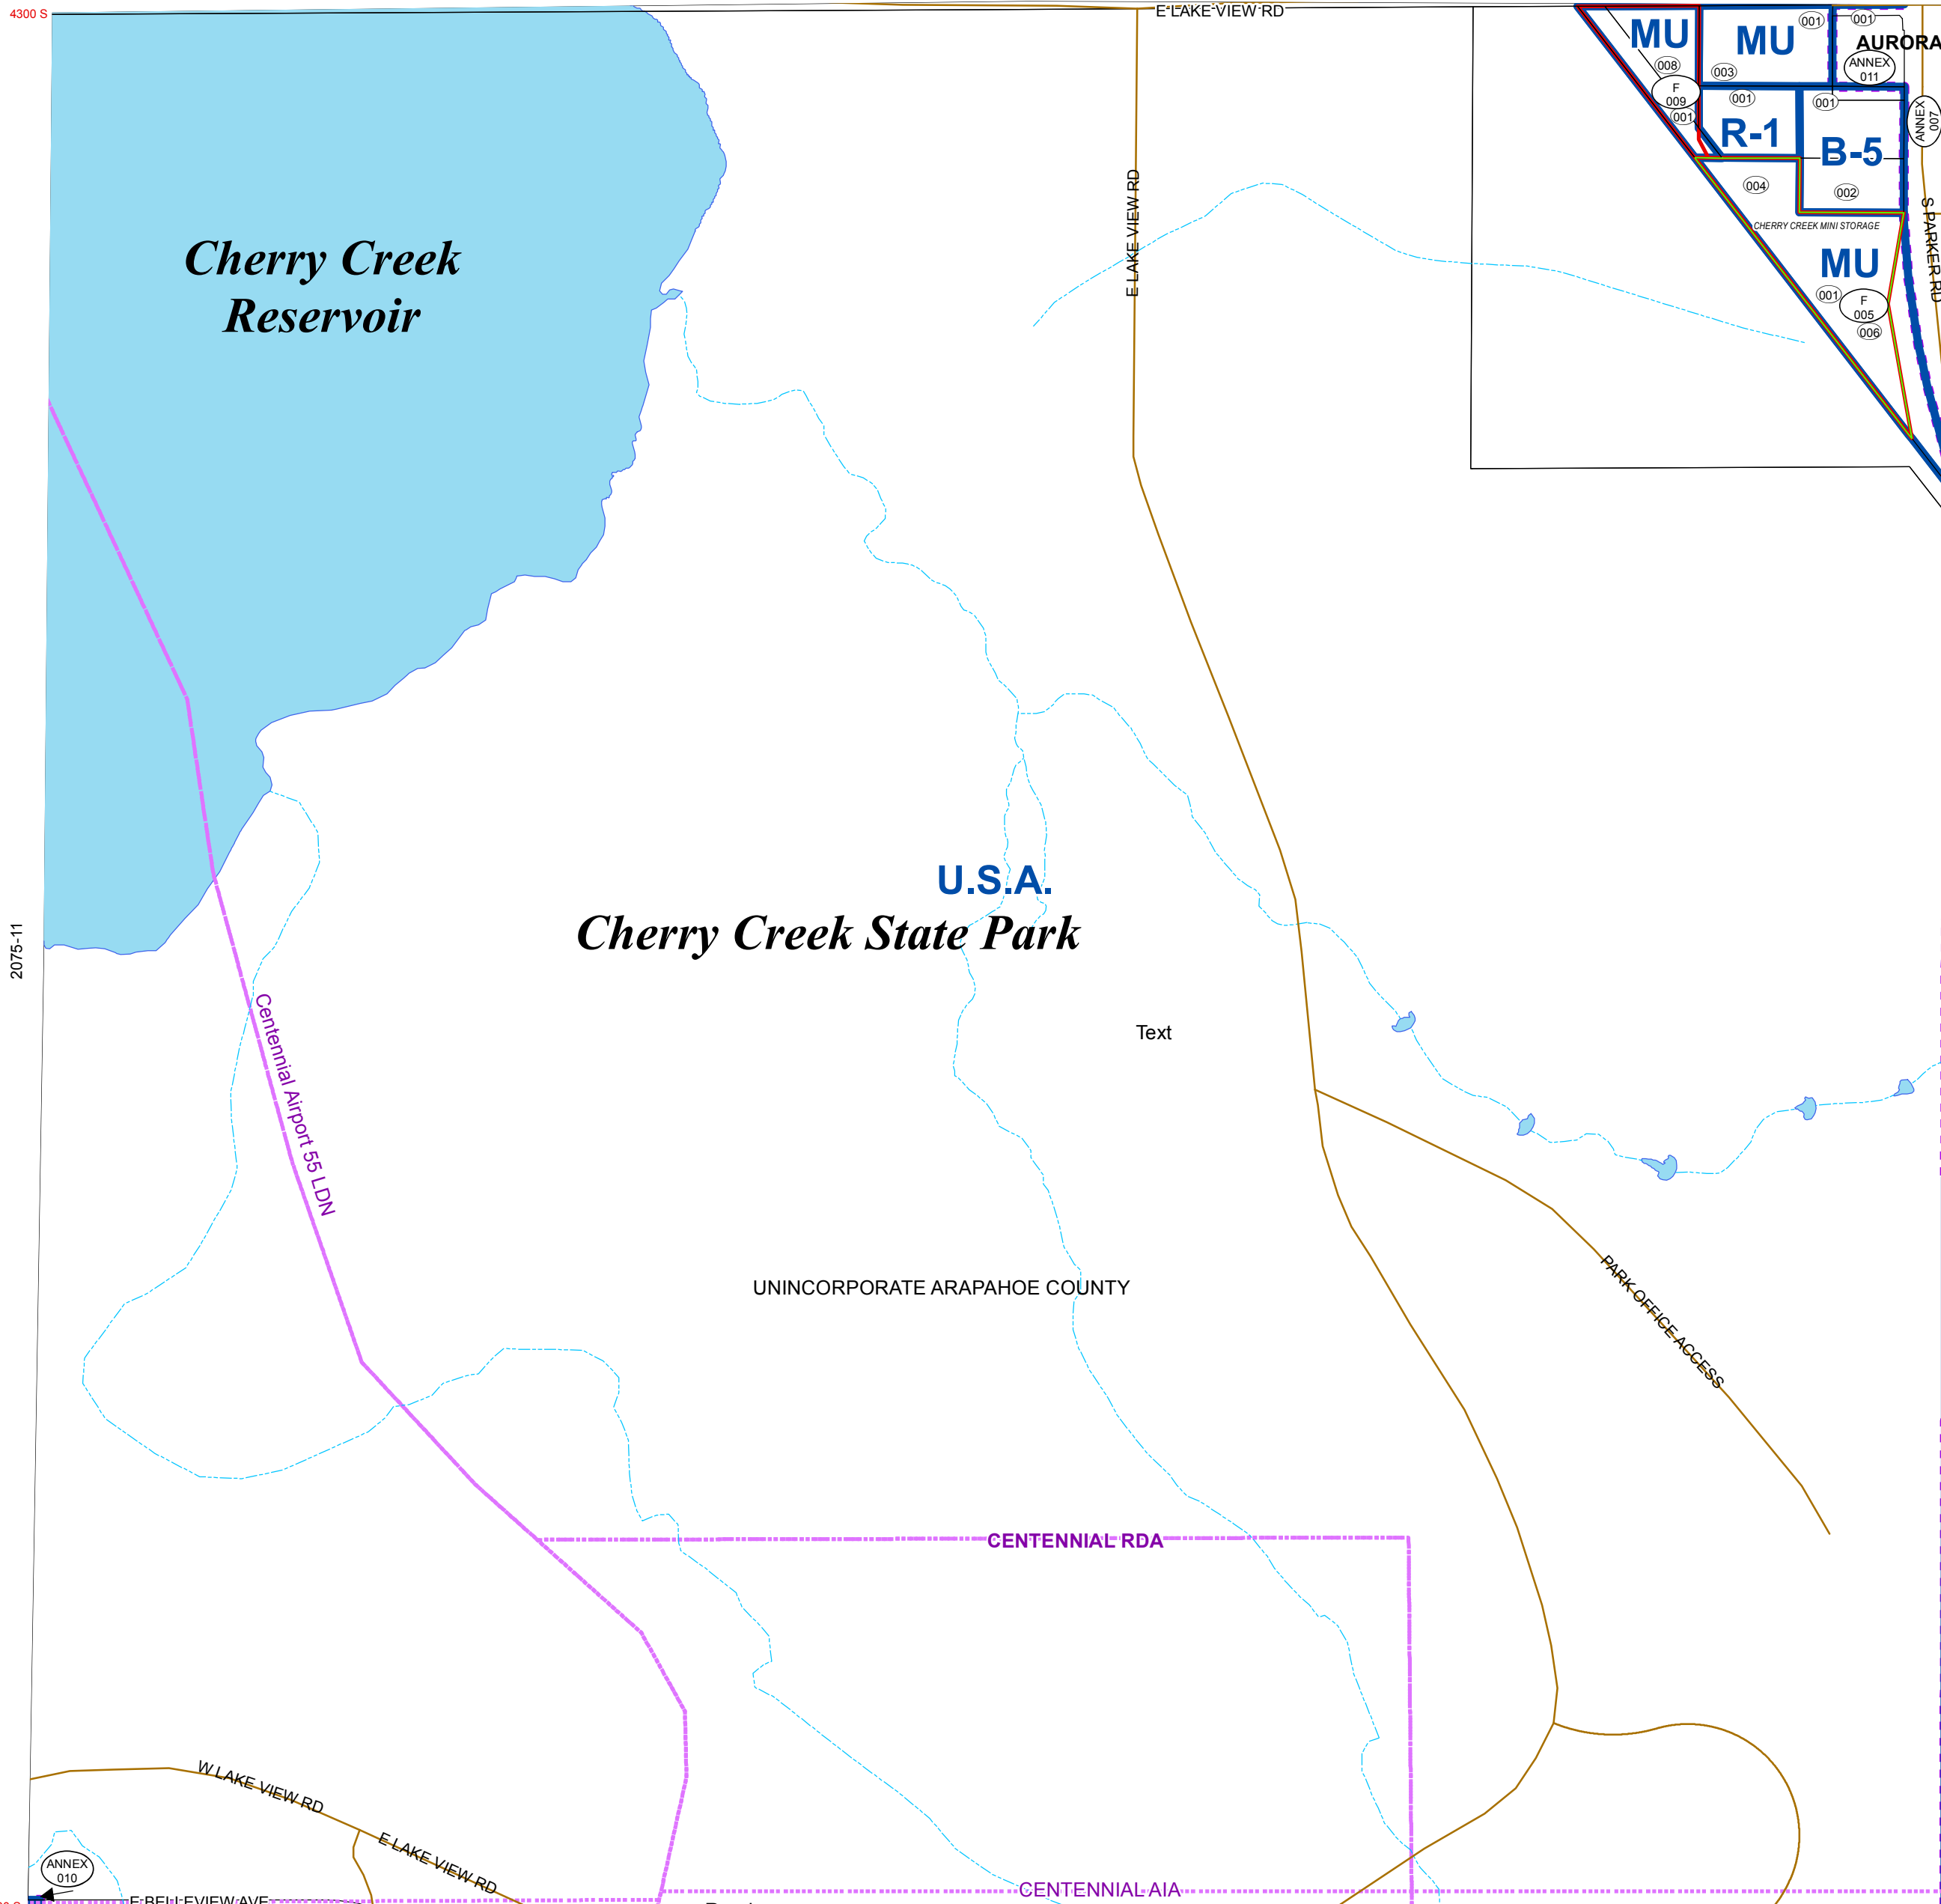 4300 S
E LAKE VIEW RD
MU
MU
001
001
AURORA
ANNEX
011
008
003
F
009
001
001
001
ANNEX
007
R-1
B-5
004
002
CHERRY CREEK MINI STORAGE
S PARKER RD
MU
001
F
005
006
E LAKE VIEW RD
Cherry Creek
Reservoir
U.S.A.
Cherry Creek State Park
2075-11
Text
Centennial Airport 55 LDN
UNINCORPORATE ARAPAHOE COUNTY
PARK OFFICE ACCESS
CENTENNIAL RDA
W LAKE VIEW RD
E LAKE VIEW RD
ANNEX
010
E BELLEVIEW AVE
CENTENNIAL AIA